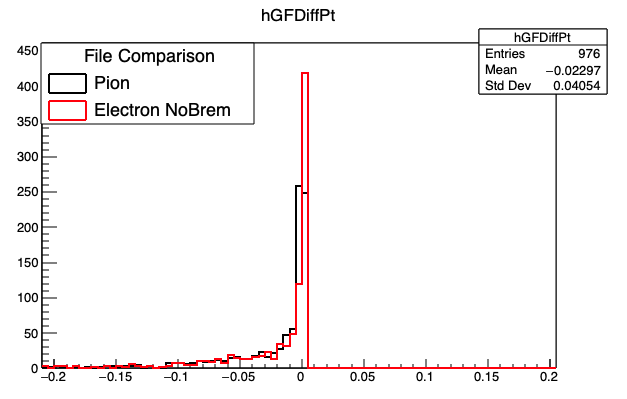 hGFDiffPt
hGFDiffPt
Entries 976
Mean −0.02297
Std Dev 0.04054
File Comparison
Pion
Electron NoBrem
450
400
350
300
250
200
150
100
50
0
−0.2 −0.15 −0.1 −0.05 0 0.05 0.1 0.15 0.2